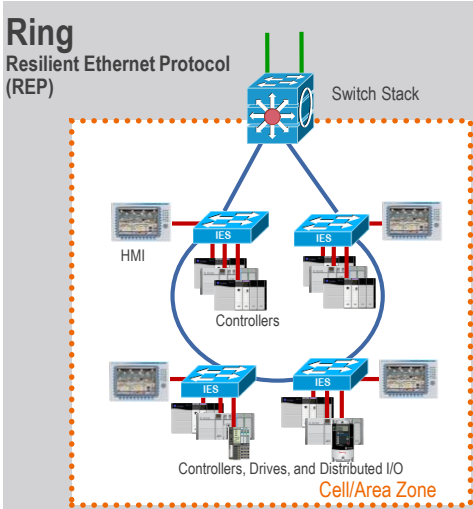 Ring
Resilient Ethernet Protocol
(REP)
Switch Stack
IES
IES
HMI
Controllers
IES
IES
Controllers, Drives, and Distributed I/O
Cell/Area Zone